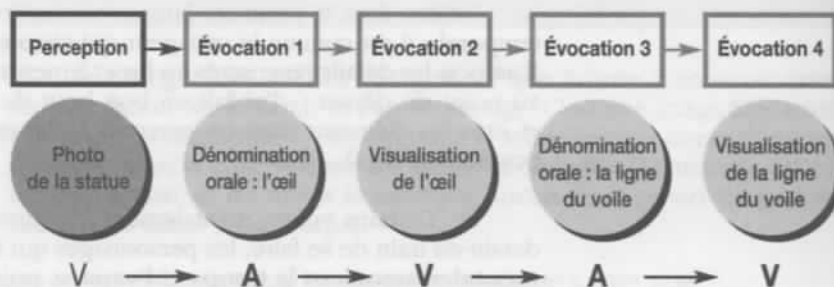 Perception
Évocation 1
Évocation 2
Évocation 3
Évocation 4
Photo
de la statue
Dénomination
orale : l'œil
Visualisation
de l'œil
Dénomination
orale : la ligne
du voile
Visualisation
de la ligne
du voile
V A V A V